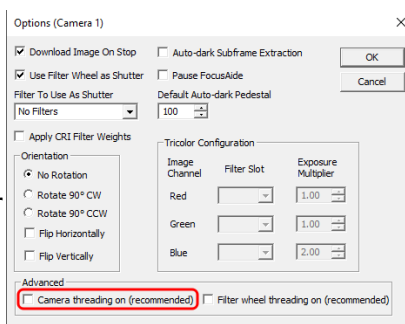 Options (Camera 1)
Download Image On Stop
Auto-dark Subframe Extraction
OK
Use Filter Wheel as Shutter
Pause FocusAide
Cancel
Filter To Use As Shutter
Default Auto-dark Pedestal
No Filters
100
Apply CRI Filter Weights
Tricolor Configuration
Orientation
Image Channel
Filter Slot
Exposure Multiplier
No Rotation
Rotate 90° CW
Red
1.00
Rotate 90° CCW
Green
1.00
Flip Horizontally
Flip Vertically
Blue
2.00
Advanced
Camera threading on (recommended)
Filter wheel threading on (recommended)